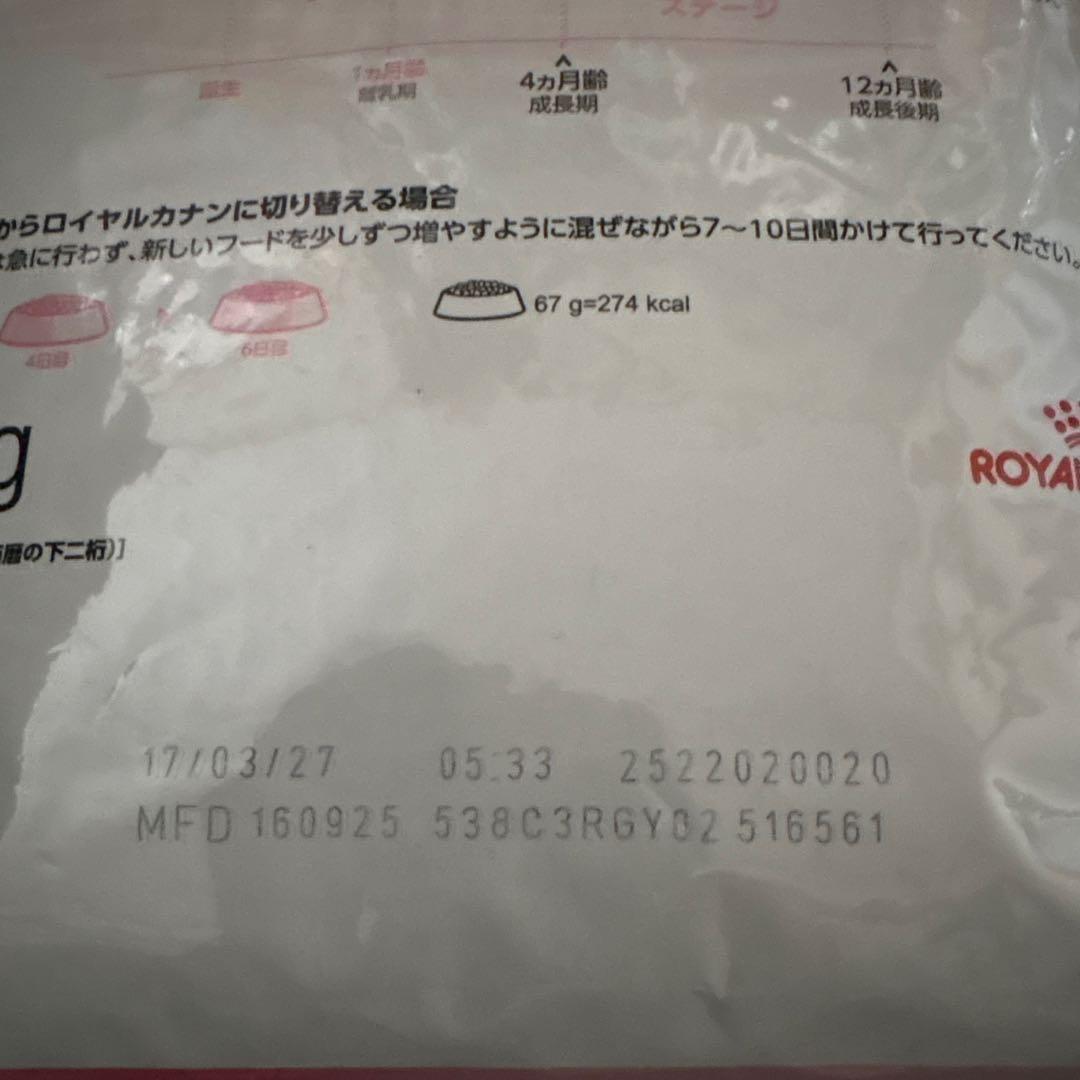 ステージ
誕生
1カ月齢
離乳期
4カ月齢
成長期
12カ月齢
成長後期
からロイヤルカナンに切り替える場合
急に行わず、新しいフードを少しずつ増やすように混ぜながら7〜10日間かけて行ってください。
4日目
6日目
67 g=274 kcal
g
ROYA
暦の下二桁)]
17/03/27 05:33 2522020020
MFD 160925 538C3RGY02 516561